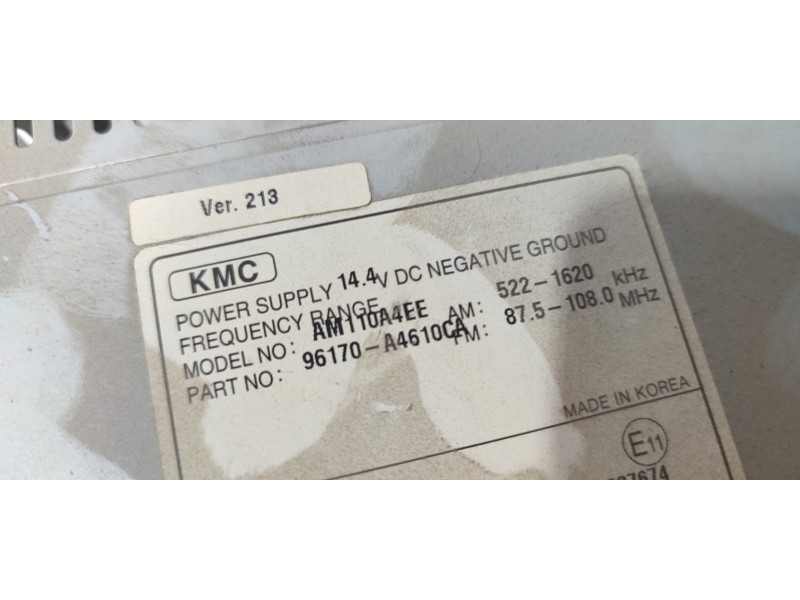 Ver. 213
KMC
POWER SUPPLY 14.4V DC NEGATIVE GROUND
FREQUENCY RANGE AM: 522-1620 kHz
MODEL NO: AM110A4EE FM: 87.5-108.0 MHz
PART NO: 96170-A4610CA
MADE IN KOREA
E11